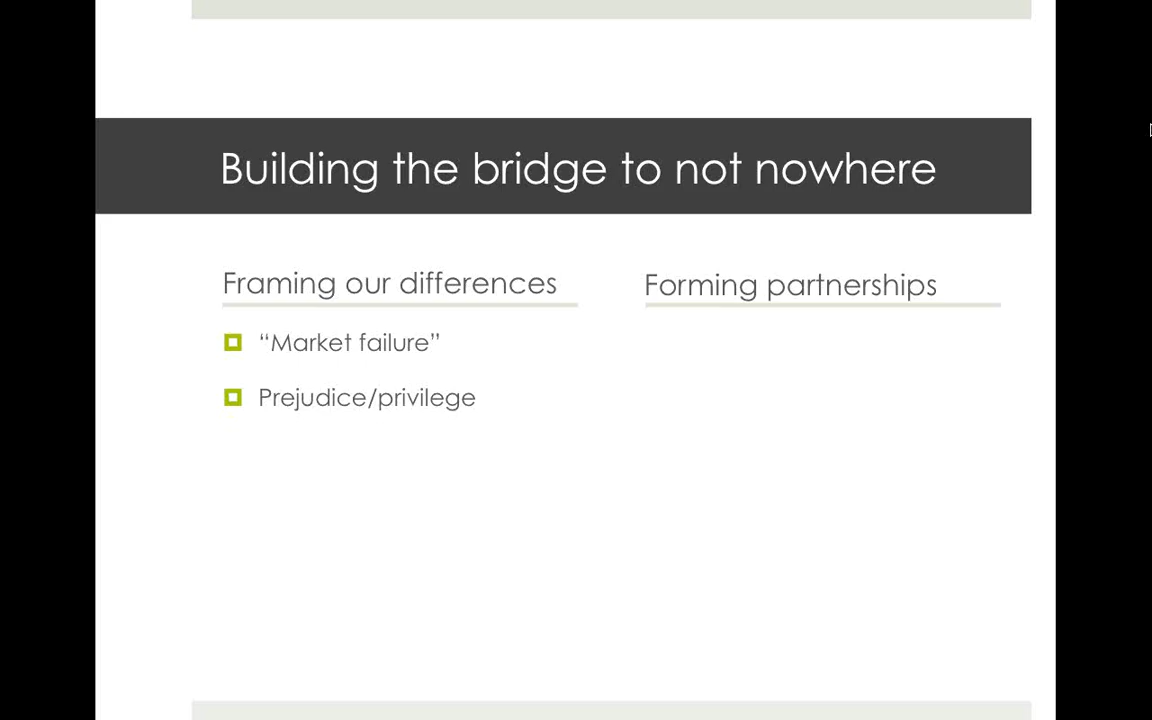 Building the bridge to not nowhere
Framing our differences
“Market failure”
Prejudice/privilege
Forming partnerships